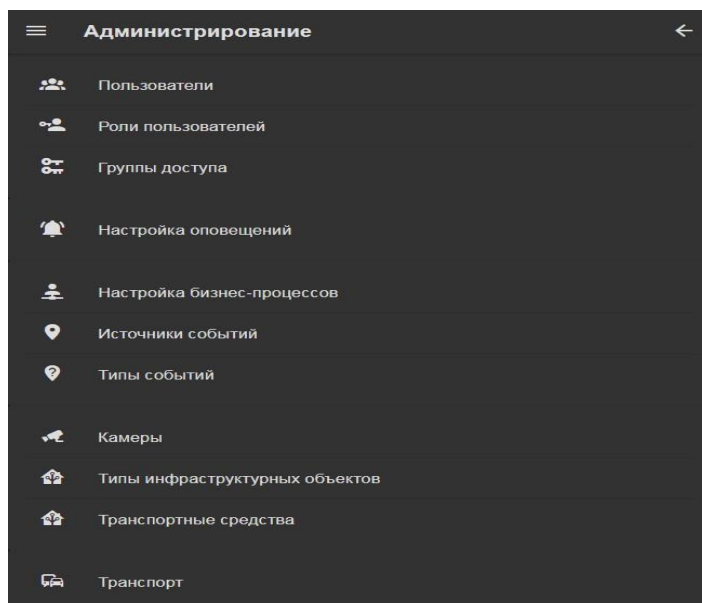 Администрирование
Пользователи
Роли пользователей
Группы доступа
Настройка оповещений
Настройка бизнес-процессов
Источники событий
Типы событий
Камеры
Типы инфраструктурных объектов
Транспортные средства
Транспорт